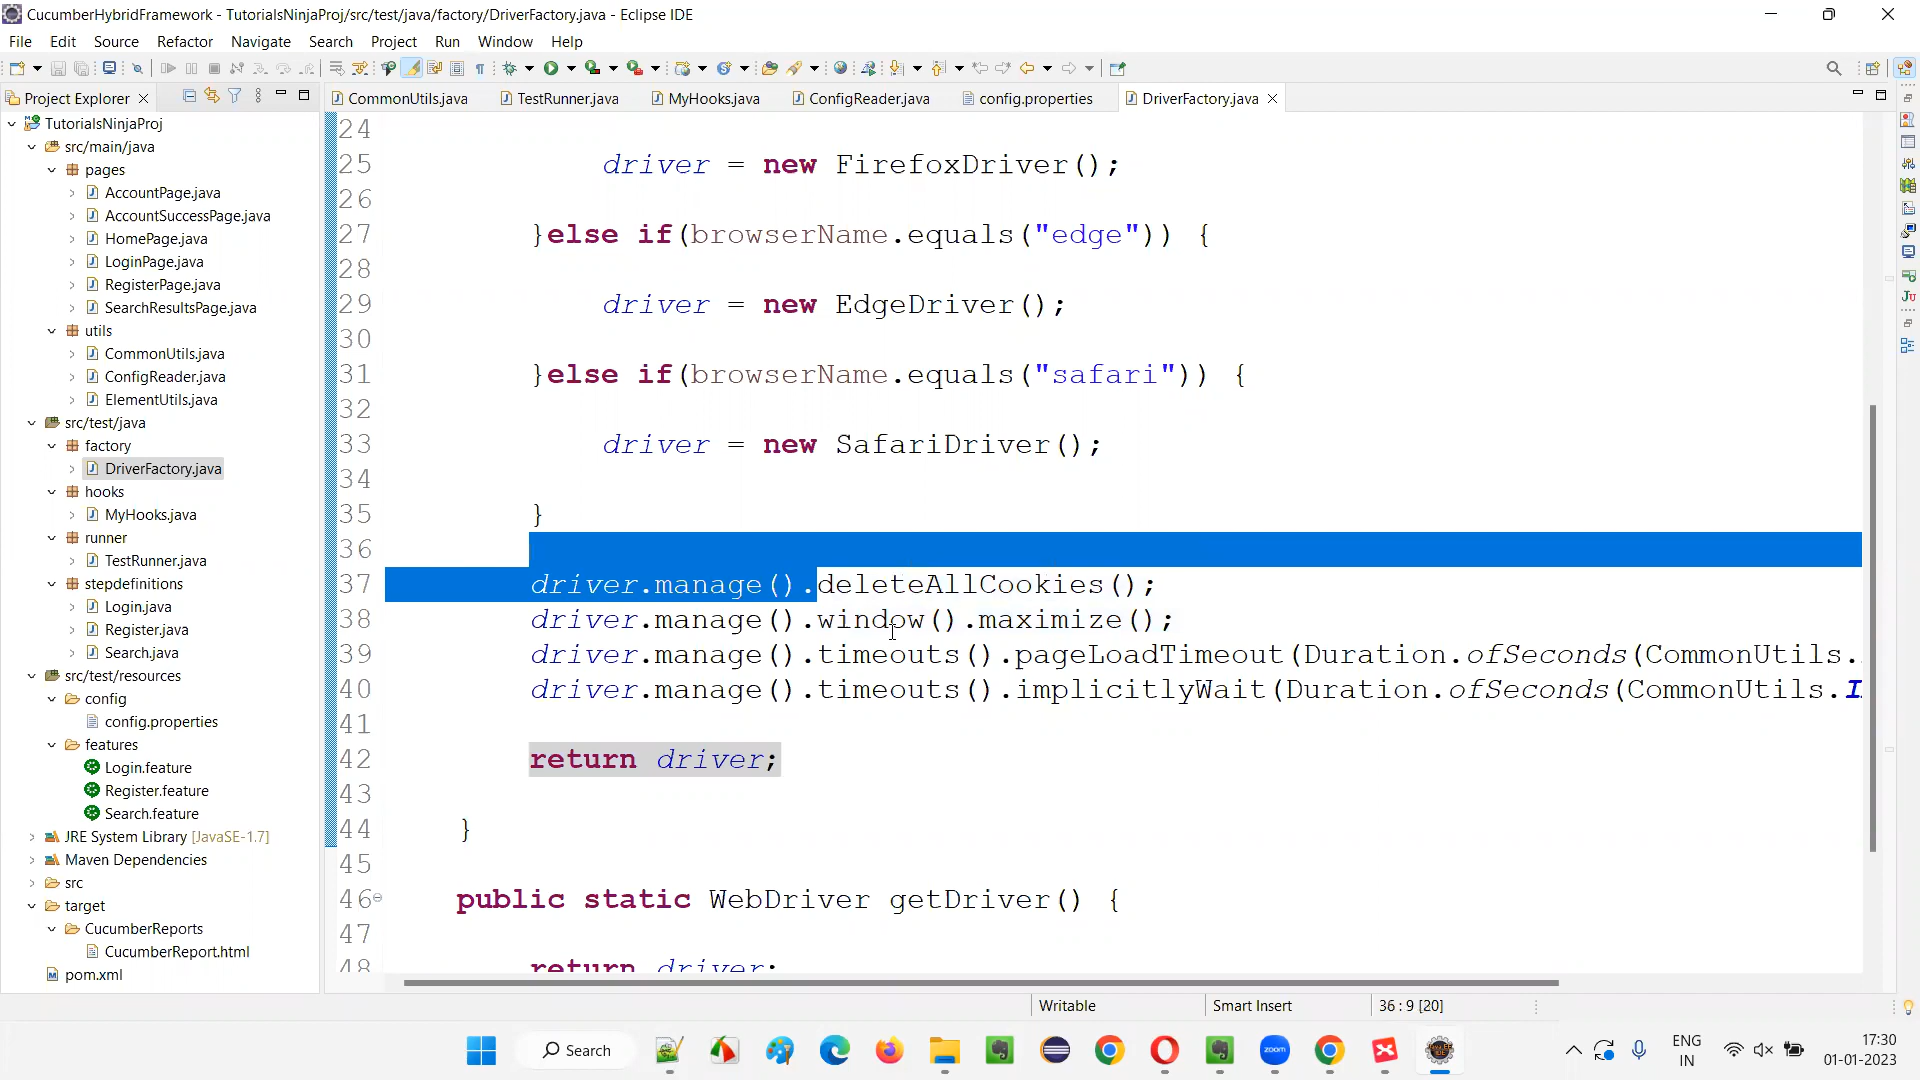 CucumberHybridFramework - TutorialsNinjaProj/src/test/java/factory/DriverFactory.java - Eclipse IDE
File Edit Source Refactor Navigate Search Project Run Window Help
Project Explorer
CommonUtils.java TestRunner.java MyHooks.java ConfigReader.java config.properties DriverFactory.java
TutorialsNinjaProj
src/main/java
pages
AccountPage.java
AccountSuccessPage.java
HomePage.java
LoginPage.java
RegisterPage.java
SearchResultsPage.java
utils
CommonUtils.java
ConfigReader.java
ElementUtils.java
src/test/java
factory
DriverFactory.java
hooks
MyHooks.java
runner
TestRunner.java
stepdefinitions
Login.java
Register.java
Search.java
src/test/resources
config
config.properties
features
Login.feature
Register.feature
Search.feature
JRE System Library [JavaSE-1.7]
Maven Dependencies
src
target
CucumberReports
CucumberReport.html
pom.xml
24
25 driver = new FirefoxDriver();
26
27 }else if(browserName.equals("edge")) {
28
29 driver = new EdgeDriver();
30
31 }else if(browserName.equals("safari")) {
32
33 driver = new SafariDriver();
34
35 }
36
37 driver.manage().deleteAllCookies();
38 driver.manage().window().maximize();
39 driver.manage().timeouts().pageLoadTimeout(Duration.ofSeconds(CommonUtils.
40 driver.manage().timeouts().implicitlyWait(Duration.ofSeconds(CommonUtils.I
41
42 return driver;
43
44 }
45
46 public static WebDriver getDriver() {
47
48 return driver;
Writable Smart Insert 36 : 9 [20]
Search
zoom
ENG
IN
17:30
01-01-2023